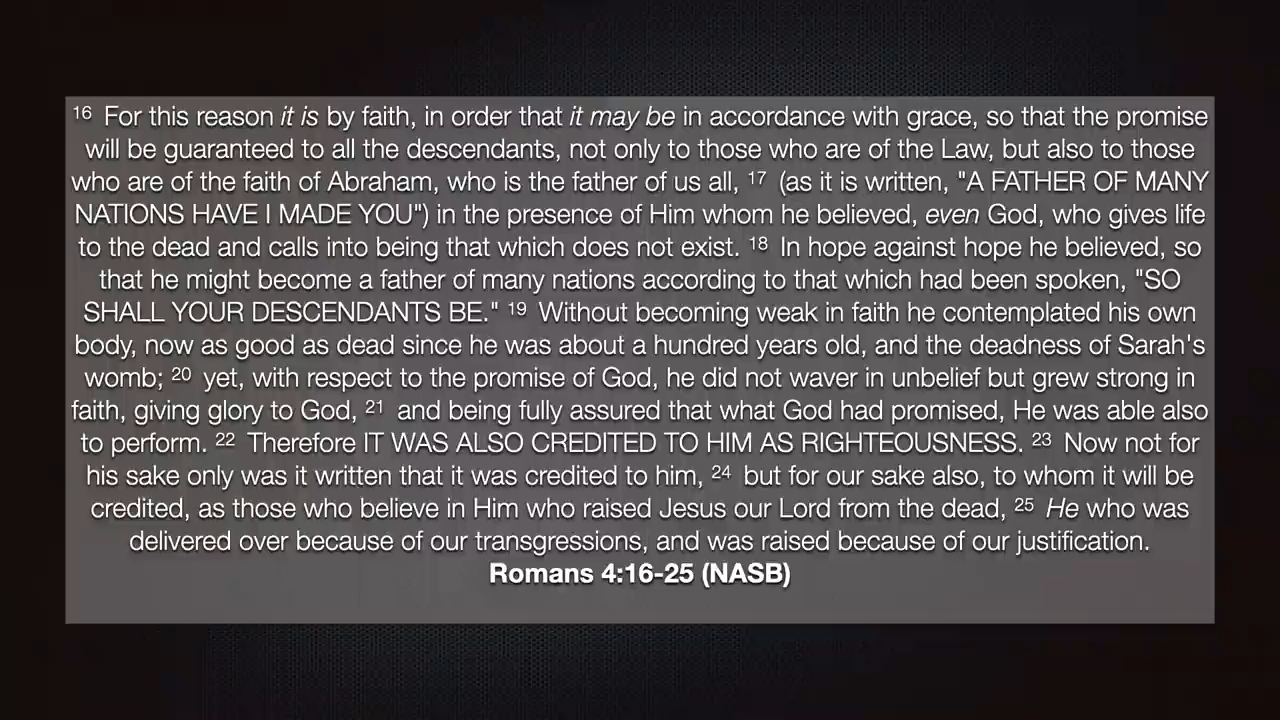 16 For this reason it is by faith, in order that it may be in accordance with grace, so that the promise
will be guaranteed to all the descendants, not only to those who are of the Law, but also to those
who are of the faith of Abraham, who is the father of us all, 17 (as it is written, "A FATHER OF MANY
NATIONS HAVE I MADE YOU") in the presence of Him whom he believed, even God, who gives life
to the dead and calls into being that which does not exist. 18 In hope against hope he believed, so
that he might become a father of many nations according to that which had been spoken, "SO
SHALL YOUR DESCENDANTS BE." 19 Without becoming weak in faith he contemplated his own
body, now as good as dead since he was about a hundred years old, and the deadness of Sarah's
womb; 20 yet, with respect to the promise of God, he did not waver in unbelief but grew strong in
faith, giving glory to God, 21 and being fully assured that what God had promised, He was able also
to perform. 22 Therefore IT WAS ALSO CREDITED TO HIM AS RIGHTEOUSNESS. 23 Now not for
his sake only was it written that it was credited to him, 24 but for our sake also, to whom it will be
credited, as those who believe in Him who raised Jesus our Lord from the dead, 25 He who was
delivered over because of our transgressions, and was raised because of our justification.
Romans 4:16-25 (NASB)